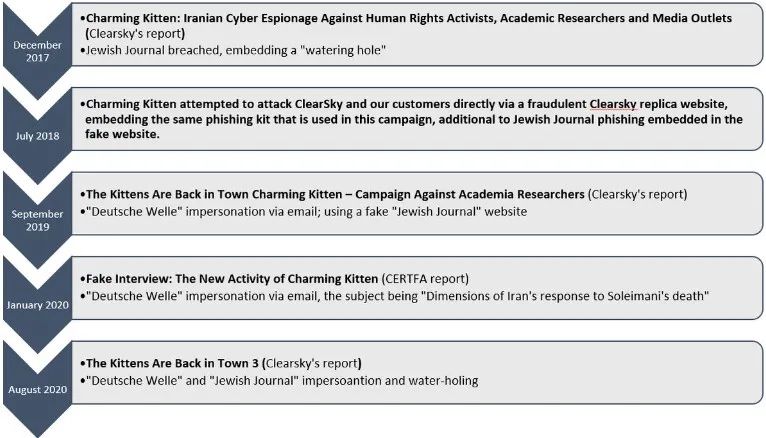 December
2017
•Charming Kitten: Iranian Cyber Espionage Against Human Rights Activists, Academic Researchers and Media Outlets
(Clearsky's report)
•Jewish Journal breached, embedding a "watering hole"
July 2018
•Charming Kitten attempted to attack ClearSky and our customers directly via a fraudulent Clearsky replica website,
embedding the same phishing kit that is used in this campaign, additional to Jewish Journal phishing embedded in the
fake website.
September
2019
•The Kittens Are Back in Town Charming Kitten – Campaign Against Academia Researchers (Clearsky's report)
•"Deutsche Welle" impersonation via email; using a fake "Jewish Journal" website
January 2020
•Fake Interview: The New Activity of Charming Kitten (CERTFA report)
•"Deutsche Welle" impersonation via email, the subject being "Dimensions of Iran's response to Soleimani's death"
August 2020
•The Kittens Are Back in Town 3 (Clearsky's report)
•"Deutsche Welle" and "Jewish Journal" impersoantion and water-holing